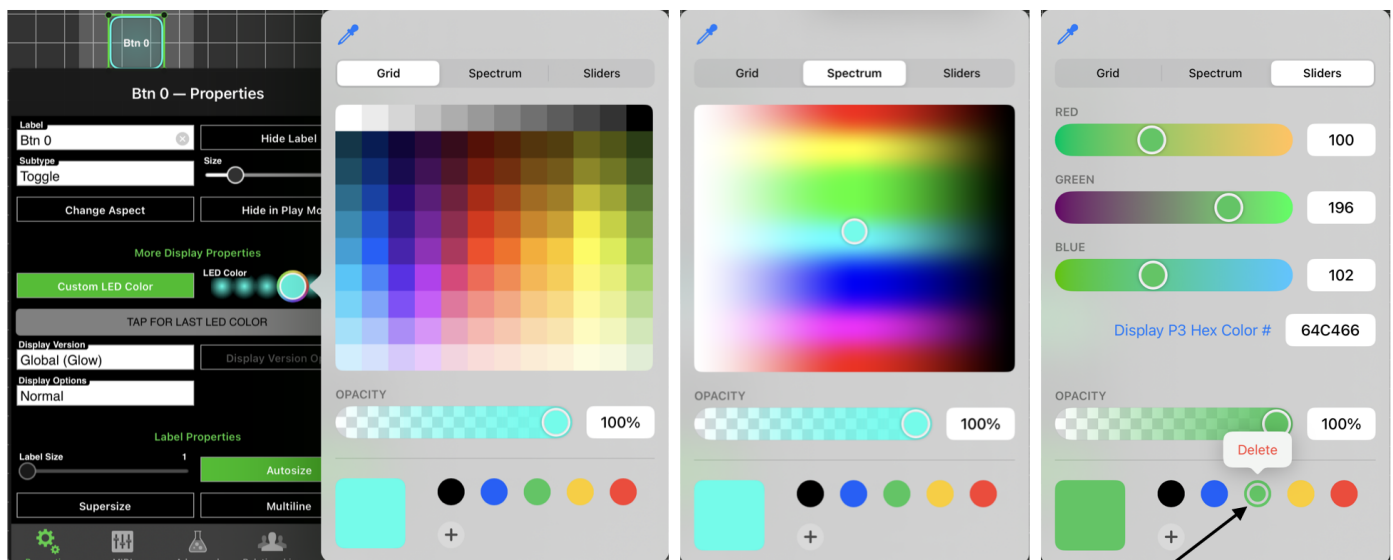 Btn 0
Btn 0 — Properties
Label
Btn 0
Hide Label
Subtype
Toggle
Size
Change Aspect
Hide in Play Mo
More Display Properties
Custom LED Color
LED Color
TAP FOR LAST LED COLOR
Display Version
Global (Glow)
Display Version Op
Display Options
Normal
Label Properties
Label Size
1
Autosize
Supersize
Multiline
Grid
Spectrum
Sliders
OPACITY
100%
+
Grid
Spectrum
Sliders
OPACITY
100%
+
Grid
Spectrum
Sliders
RED
100
GREEN
196
BLUE
102
Display P3 Hex Color #
64C466
OPACITY
100%
Delete
+